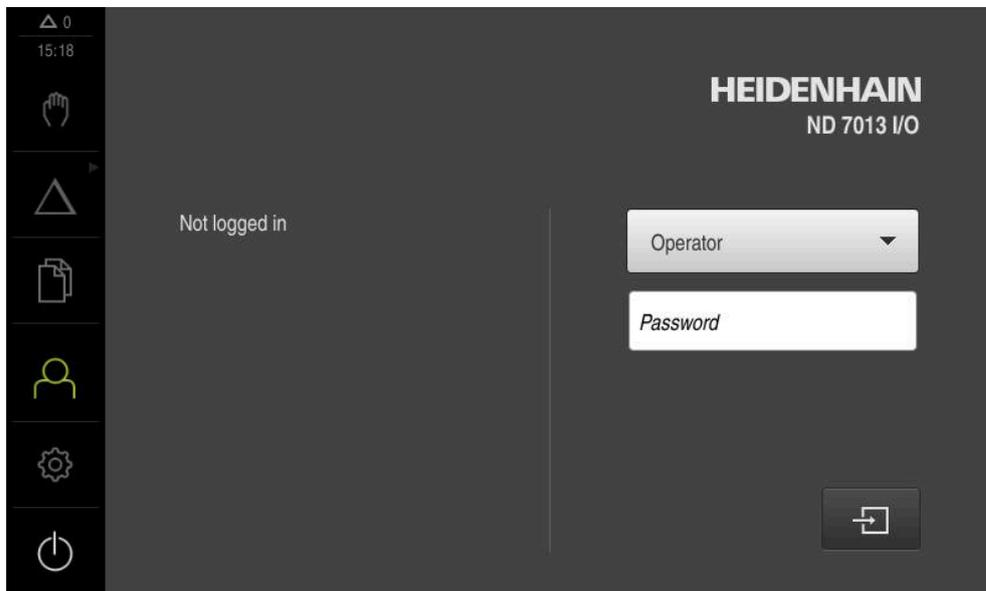 0
15:18
HEIDENHAIN
ND 7013 I/O
Not logged in
Operator
Password